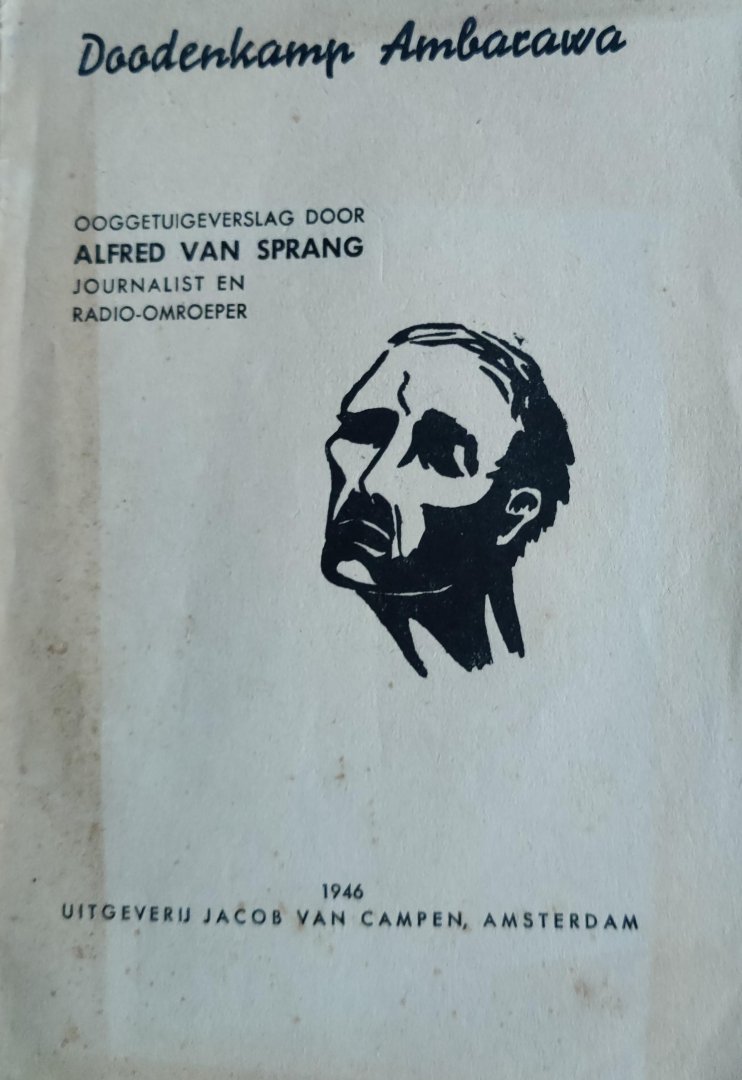 Doodenkamp Ambarawa
OOGGETUIGEVERSLAG DOOR
ALFRED VAN SPRANG
JOURNALIST EN
RADIO-OMROEPER
1946
UITGEVERIJ JACOB VAN CAMPEN, AMSTERDAM